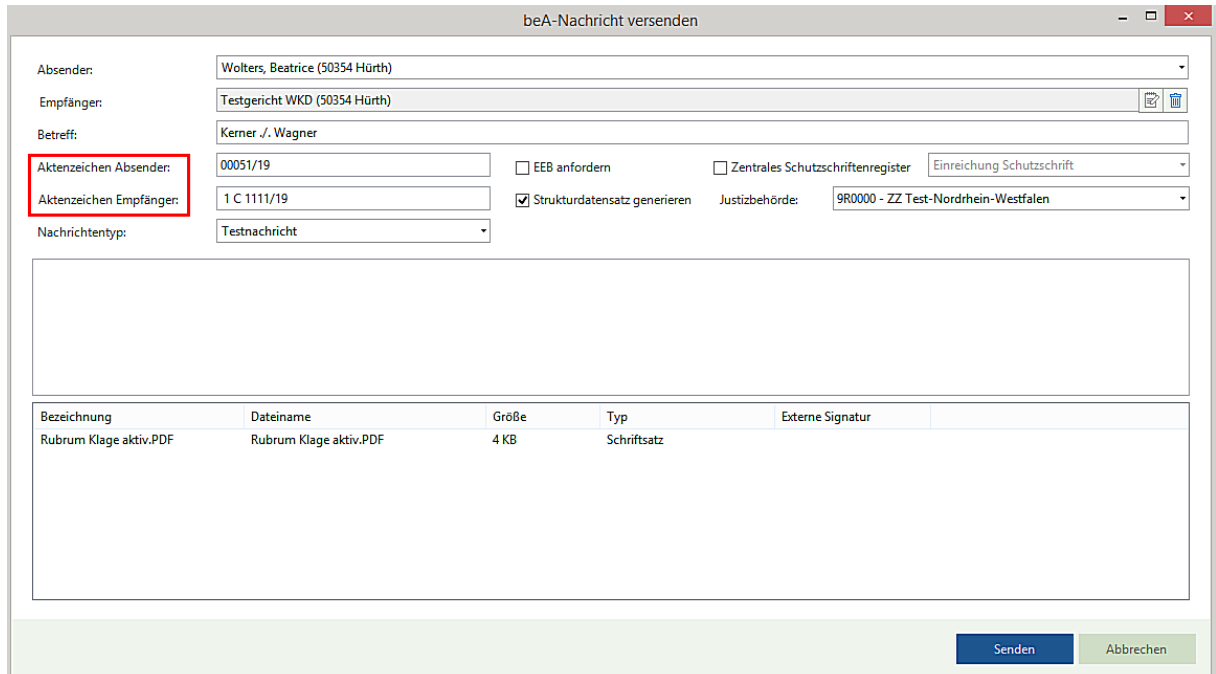 beA-Nachricht versenden
Absender: Wolters, Beatrice (50354 Hürth)
Empfänger: Testgericht WKD (50354 Hürth)
Betreff: Kerner ./. Wagner
Aktenzeichen Absender: 00051/19 EEB anfordern Zentrales Schutzschriftenregister Einreichung Schutzschrift
Aktenzeichen Empfänger: 1 C 1111/19 Strukturdatensatz generieren Justizbehörde: 9R0000 - ZZ Test-Nordrhein-Westfalen
Nachrichtentyp: Testnachricht
Bezeichnung Dateiname Größe Typ Externe Signatur
Rubrum Klage aktiv.PDF Rubrum Klage aktiv.PDF 4 KB Schriftsatz
Senden Abbrechen